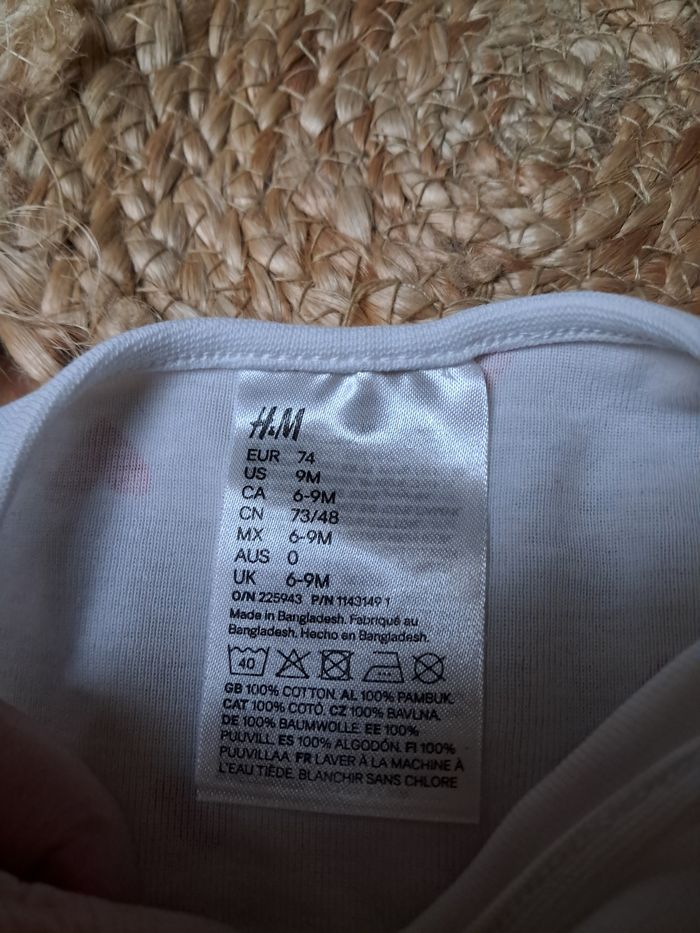 H&M
EUR 74
US 9M
CA 6-9M
CN 73/48
MX 6-9M
AUS 0
UK 6-9M
O/N 225943 P/N 1143149 1
Made in Bangladesh. Fabriqué au
Bangladesh. Hecho en Bangladesh.
40
GB 100% COTTON. AL 100% PAMBUK.
CAT 100% COTÓ. CZ 100% BAVLNA.
DE 100% BAUMWOLLE. EE 100%
PUUVILL. ES 100% ALGODÓN. FI 100%
PUUVILLAA. FR LAVER À LA MACHINE À
L'EAU TIÈDE. BLANCHIR SANS CHLORE